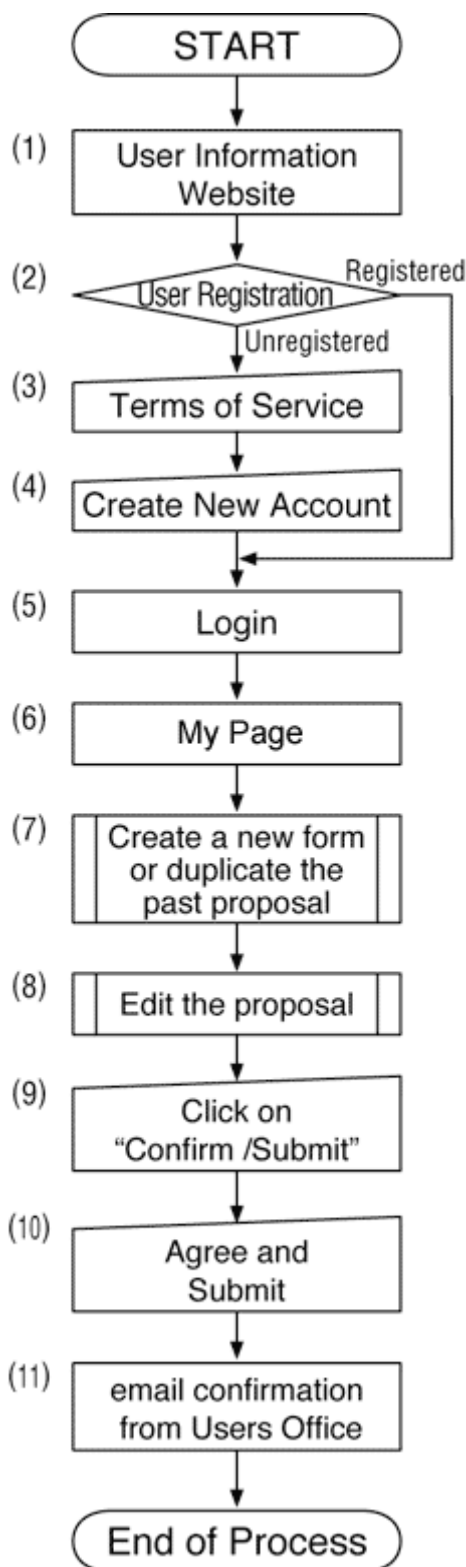 START
(1)
User Information
Website
(2)
User Registration
Registered
Unregistered
(3)
Terms of Service
(4)
Create New Account
(5)
Login
(6)
My Page
(7)
Create a new form
or duplicate the
past proposal
(8)
Edit the proposal
(9)
Click on
“Confirm /Submit”
(10)
Agree and
Submit
(11)
email confirmation
from Users Office
End of Process